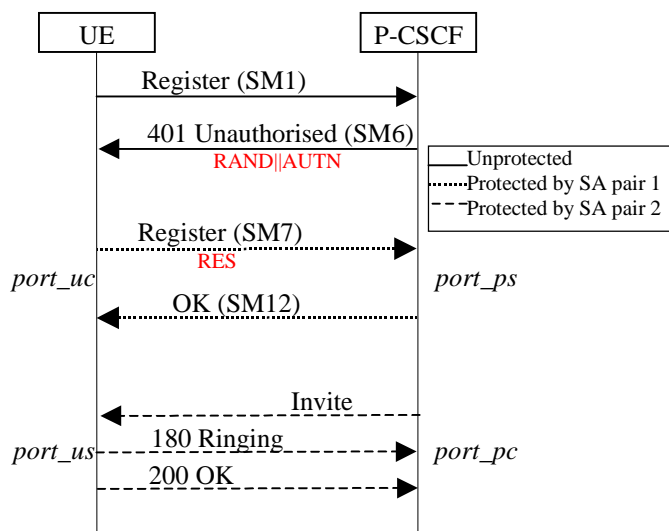 UE
P-CSCF
Register (SM1)
401 Unauthorised (SM6)
RAND||AUTN
Unprotected
Protected by SA pair 1
Protected by SA pair 2
Register (SM7)
RES
port_uc
port_ps
OK (SM12)
Invite
port_us
180 Ringing
port_pc
200 OK